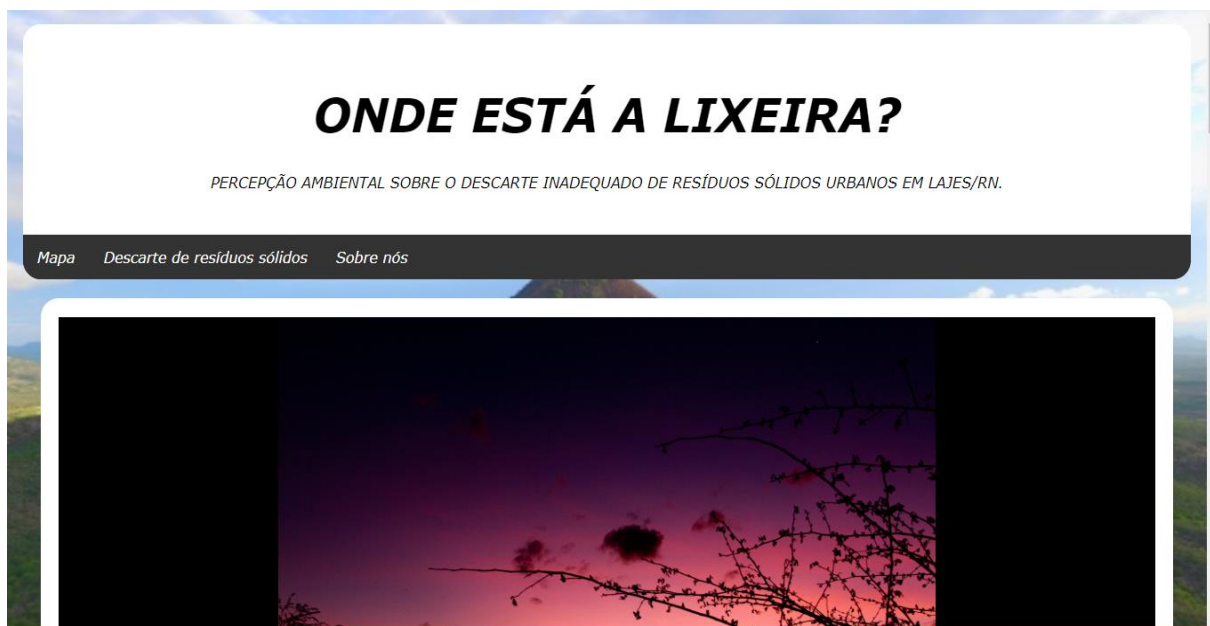 ONDE ESTÁ A LIXEIRA?
PERCEPÇÃO AMBIENTAL SOBRE O DESCARTE INADEQUADO DE RESÍDUOS SÓLIDOS URBANOS EM LAJES/RN.
Mapa Descarte de resíduos sólidos Sobre nós